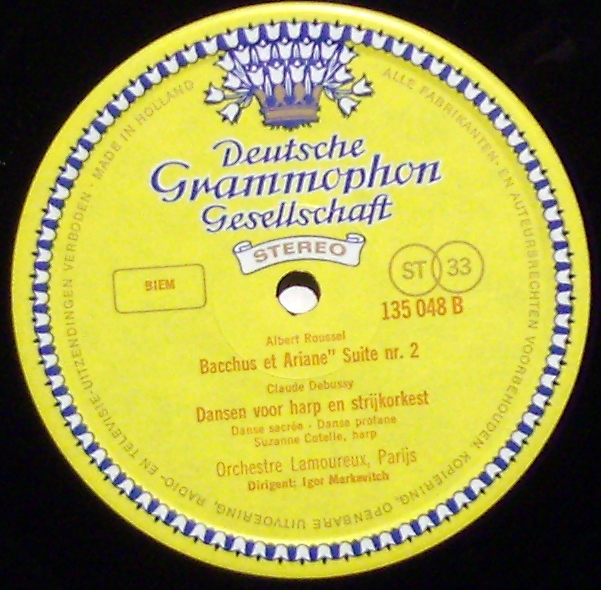 ALLE FABRIKANTEN- EN AUTEURSRECHTEN VOORBEHOUDEN. KOPIERING, OPENBARE UITVOERING, RADIO- EN TELEVISIE-UITZENDINGEN VERBODEN · MADE IN HOLLAND
Deutsche
Grammophon
Gesellschaft
STEREO
BIEM
ST 33
135 048 B
Albert Roussel
Bacchus et Ariane" Suite nr. 2
Claude Debussy
Dansen voor harp en strijkorkest
Danse sacrée - Danse profane
Suzanne Cotelle, harp
Orchestre Lamoureux, Parijs
Dirigent: Igor Markevitch